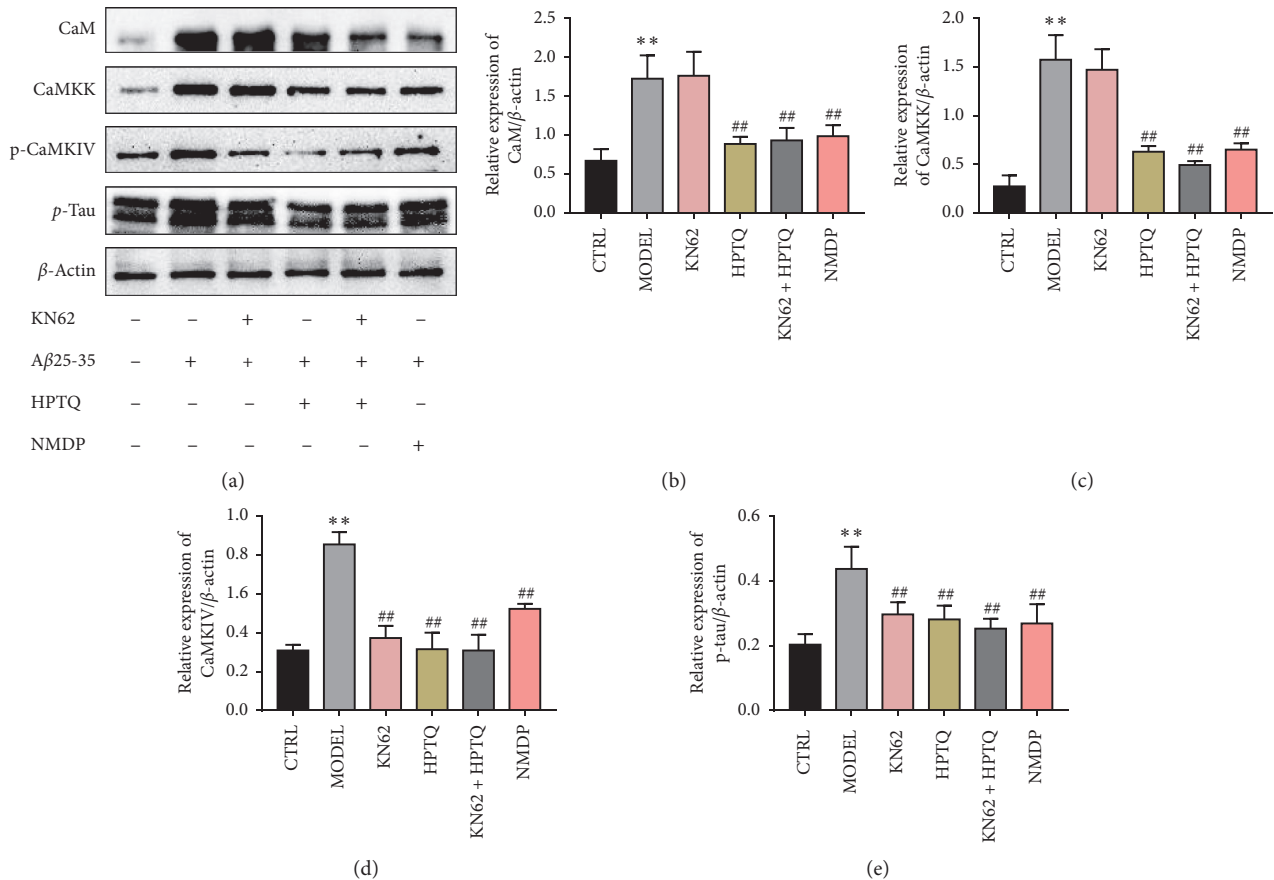 CaM
CaMKK
p-CaMKIV
p-Tau
β-Actin
KN62 – – + – + –
Aβ25-35 – + + + + +
HPTQ – – – + + –
NMDP – – – – – +
(a)
Relative expression of
CaM/β-actin
2.5
2.0
1.5
1.0
0.5
0.0
**
##
##
##
CTRL
MODEL
KN62
HPTQ
KN62 + HPTQ
NMDP
(b)
Relative expression
of CaMKK/β-actin
2.0
1.5
1.0
0.5
0.0
**
##
##
##
CTRL
MODEL
KN62
HPTQ
KN62 + HPTQ
NMDP
(c)
Relative expression of
CaMKIV/β-actin
1.0
0.8
1.6
0.4
0.2
0.0
**
##
##
##
##
CTRL
MODEL
KN62
HPTQ
KN62 + HPTQ
NMDP
(d)
Relative expression of
p-tau/β-actin
0.6
0.4
0.2
0.0
**
##
##
##
##
CTRL
MODEL
KN62
HPTQ
KN62 + HPTQ
NMDP
(e)